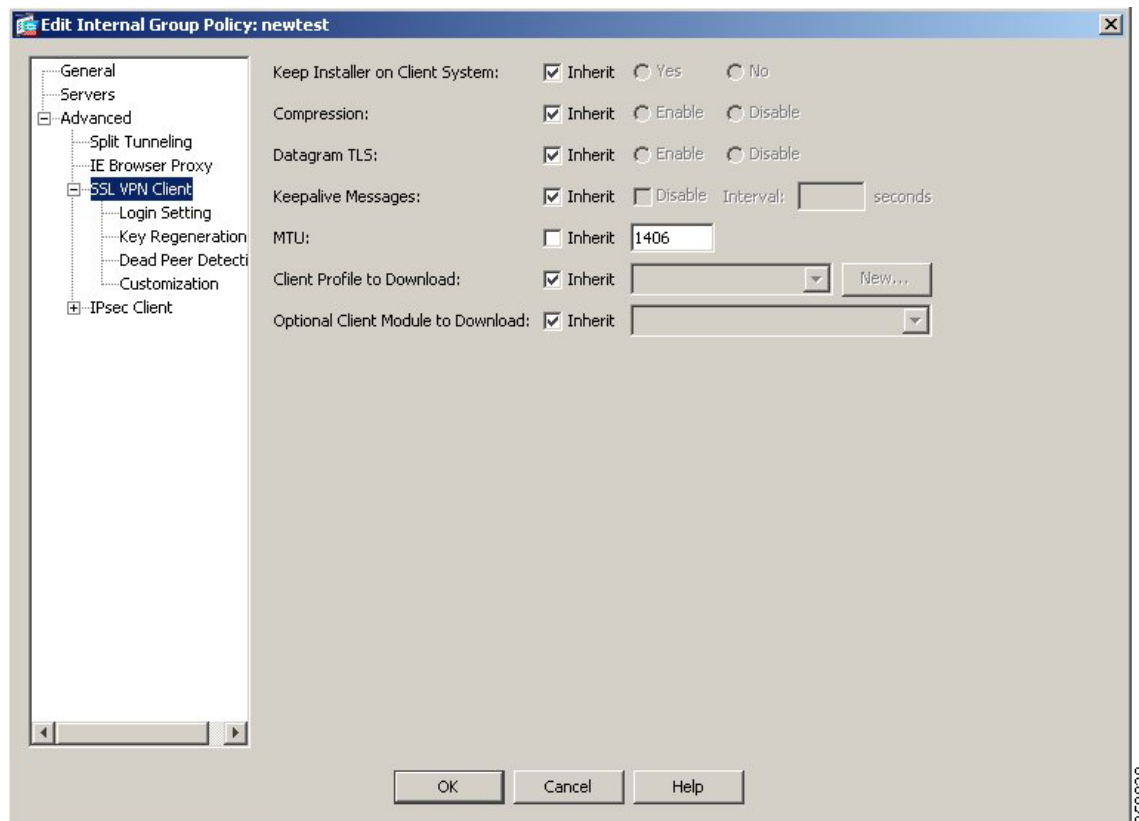 Edit Internal Group Policy: newtest
General
Servers
Advanced
Split Tunneling
IE Browser Proxy
SSL VPN Client
Login Setting
Key Regeneration
Dead Peer Detecti
Customization
IPsec Client
Keep Installer on Client System: Inherit Yes No
Compression: Inherit Enable Disable
Datagram TLS: Inherit Enable Disable
Keepalive Messages: Inherit Disable Interval: seconds
MTU: Inherit 1406
Client Profile to Download: Inherit New...
Optional Client Module to Download: Inherit
OK Cancel Help